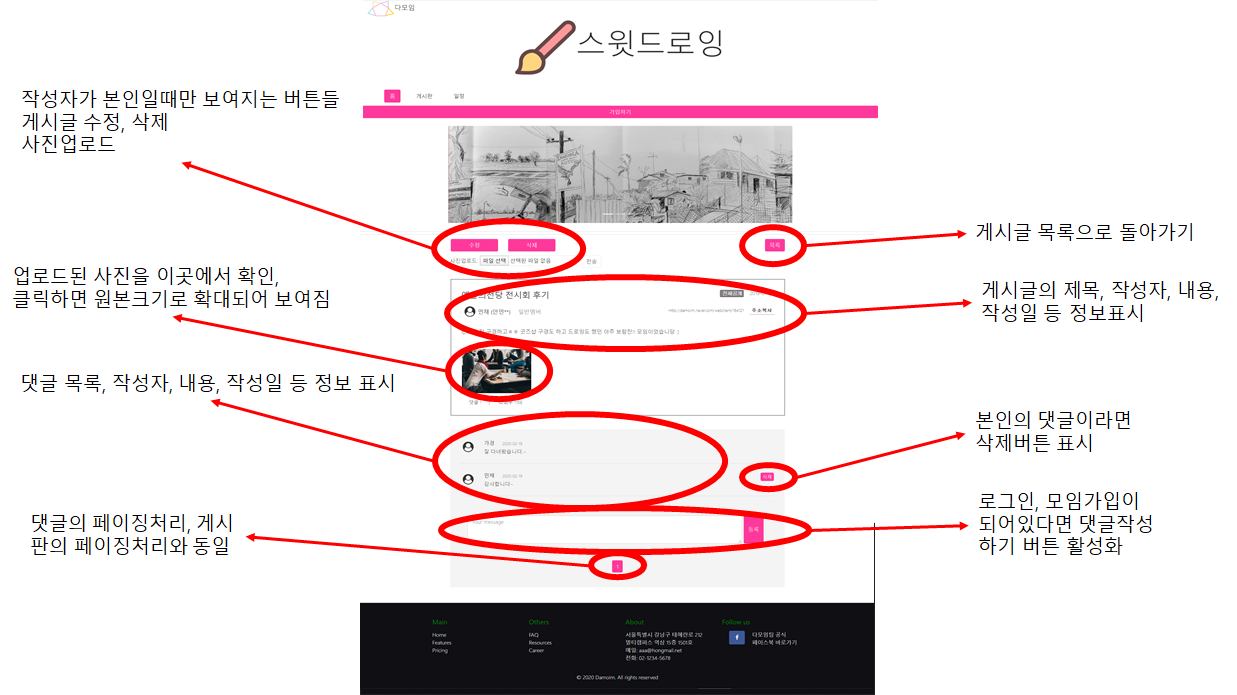 다모임
스윗드로잉
홈 게시판 일정
가입하기
작성자가 본인일때만 보여지는 버튼들
게시글 수정, 삭제
사진업로드
수정 삭제
목록
게시글 목록으로 돌아가기
사진업로드: 파일 선택 선택된 파일 없음 전송
업로드된 사진을 이곳에서 확인,
클릭하면 원본크기로 확대되어 보여짐
전시회 후기
주소복사
일반멤버
게시글의 제목, 작성자, 내용,
작성일 등 정보표시
댓글 목록, 작성자, 내용, 작성일 등 정보 표시
가경 2020-02-19
잘 다녀왔습니다~
민채 2020-02-19
감사합니다~
삭제
본인의 댓글이라면
삭제버튼 표시
your message
등록
로그인, 모임가입이
되어있다면 댓글작성
하기 버튼 활성화
댓글의 페이징처리, 게시
판의 페이징처리와 동일
1
Main
Home
Features
Pricing
Others
FAQ
Resources
Career
About
서울특별시 강남구 테헤란로 212
멀티캠퍼스 역삼 15층 1501호
메일: aaa@hongmail.net
전화: 02-1234-5678
Follow us
f
다모임팀 공식
페이스북 바로가기
© 2020 Damoim. All rights reserved